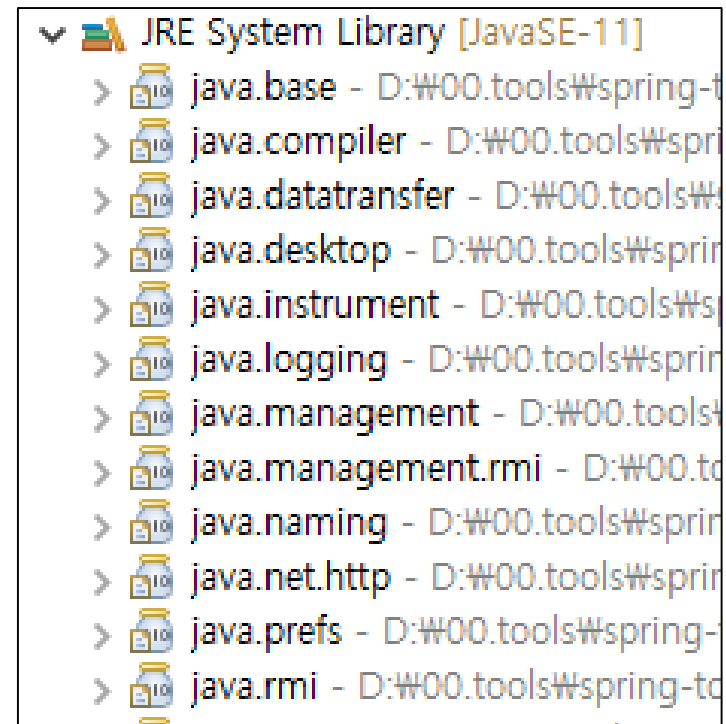 JRE System Library [JavaSE-11]
java.base - D:₩00.tools₩spring-t
java.compiler - D:₩00.tools₩spri
java.datatransfer - D:₩00.tools₩
java.desktop - D:₩00.tools₩sprin
java.instrument - D:₩00.tools₩sp
java.logging - D:₩00.tools₩sprin
java.management - D:₩00.tools₩
java.management.rmi - D:₩00.to
java.naming - D:₩00.tools₩sprin
java.net.http - D:₩00.tools₩sprin
java.prefs - D:₩00.tools₩spring-
java.rmi - D:₩00.tools₩spring-to